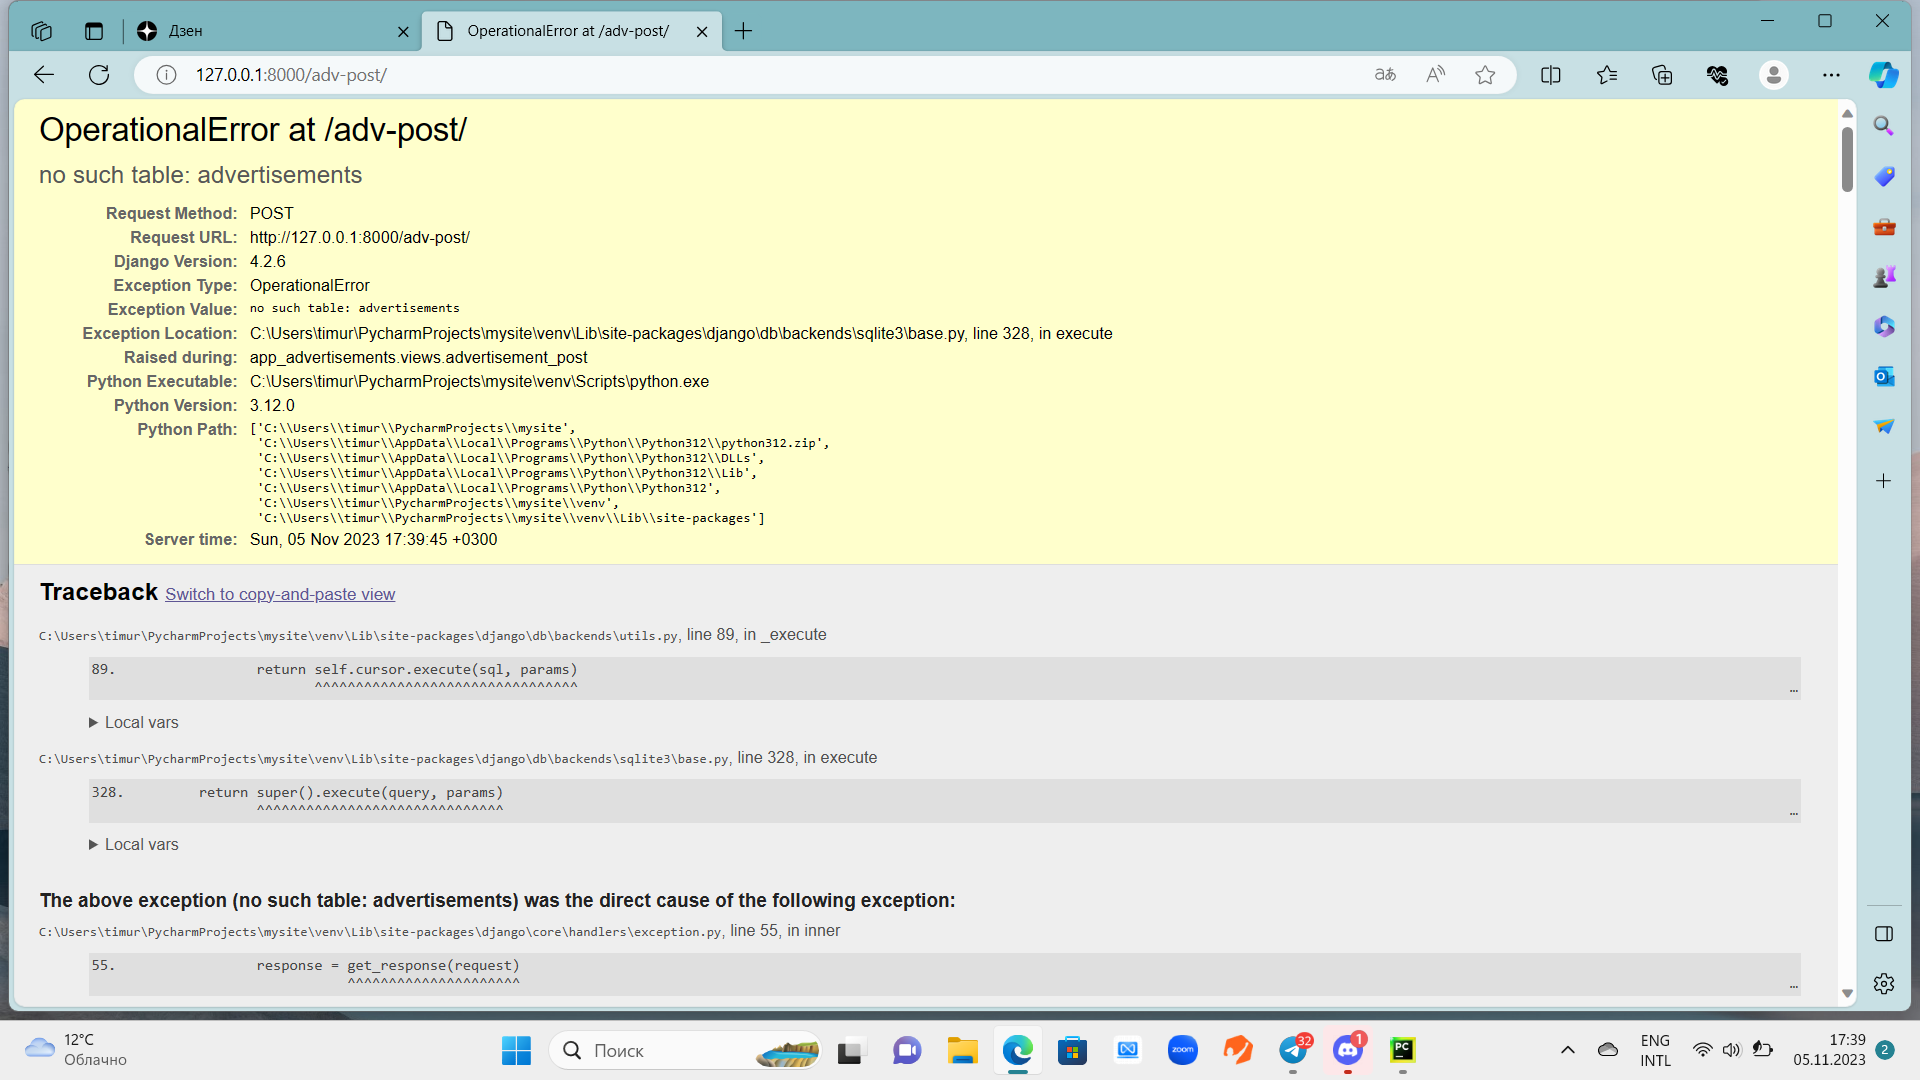 Дзен
OperationalError at /adv-post/
127.0.0.1:8000/adv-post/
OperationalError at /adv-post/
no such table: advertisements
Request Method: POST
Request URL: http://127.0.0.1:8000/adv-post/
Django Version: 4.2.6
Exception Type: OperationalError
Exception Value: no such table: advertisements
Exception Location: C:\Users\timur\PycharmProjects\mysite\venv\Lib\site-packages\django\db\backends\sqlite3\base.py, line 328, in execute
Raised during: app_advertisements.views.advertisement_post
Python Executable: C:\Users\timur\PycharmProjects\mysite\venv\Scripts\python.exe
Python Version: 3.12.0
Python Path: ['C:\\Users\\timur\\PycharmProjects\\mysite',
'C:\\Users\\timur\\AppData\\Local\\Programs\\Python\\Python312\\python312.zip',
'C:\\Users\\timur\\AppData\\Local\\Programs\\Python\\Python312\\DLLs',
'C:\\Users\\timur\\AppData\\Local\\Programs\\Python\\Python312\\Lib',
'C:\\Users\\timur\\AppData\\Local\\Programs\\Python\\Python312',
'C:\\Users\\timur\\PycharmProjects\\mysite\\venv',
'C:\\Users\\timur\\PycharmProjects\\mysite\\venv\\Lib\\site-packages']
Server time: Sun, 05 Nov 2023 17:39:45 +0300
Traceback Switch to copy-and-paste view
C:\Users\timur\PycharmProjects\mysite\venv\Lib\site-packages\django\db\backends\utils.py, line 89, in _execute
89. return self.cursor.execute(sql, params)
^^^^^^^^^^^^^^^^^^^^^^^^^^^^^^^^
…
Local vars
C:\Users\timur\PycharmProjects\mysite\venv\Lib\site-packages\django\db\backends\sqlite3\base.py, line 328, in execute
328. return super().execute(query, params)
^^^^^^^^^^^^^^^^^^^^^^^^^^^^^^
…
Local vars
The above exception (no such table: advertisements) was the direct cause of the following exception:
C:\Users\timur\PycharmProjects\mysite\venv\Lib\site-packages\django\core\handlers\exception.py, line 55, in inner
55. response = get_response(request)
^^^^^^^^^^^^^^^^^^^^^
…
12°C
Облачно
Поиск
zoom
32
1
PC
ENG
INTL
17:39
05.11.2023
2